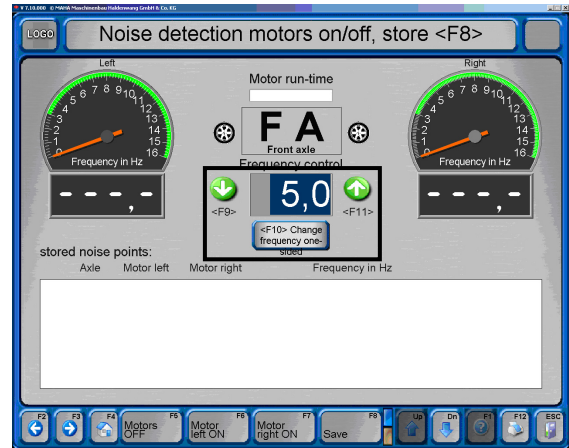 V 7.10.000 © MAHA Maschinenbau Haldenwang GmbH & Co. KG
LOGO
Noise detection motors on/off, store <F8>
Left
Right
Motor run-time
0 1 2 3 4 5 6 7 8 9 10 11 12 13 14 15 16
Frequency in Hz
F A
Front axle
0 1 2 3 4 5 6 7 8 9 10 11 12 13 14 15 16
Frequency in Hz
Frequency control
- - - , -
<F9>
5,0
<F11>
- - - , -
<F10> Change
frequency one-
sided
stored noise points:
Axle Motor left Motor right Frequency in Hz
F2
F3
F4
F5
Motors
OFF
F6
Motor
left ON
F7
Motor
right ON
F8
Save
Up
Dn
F1
F12
ESC